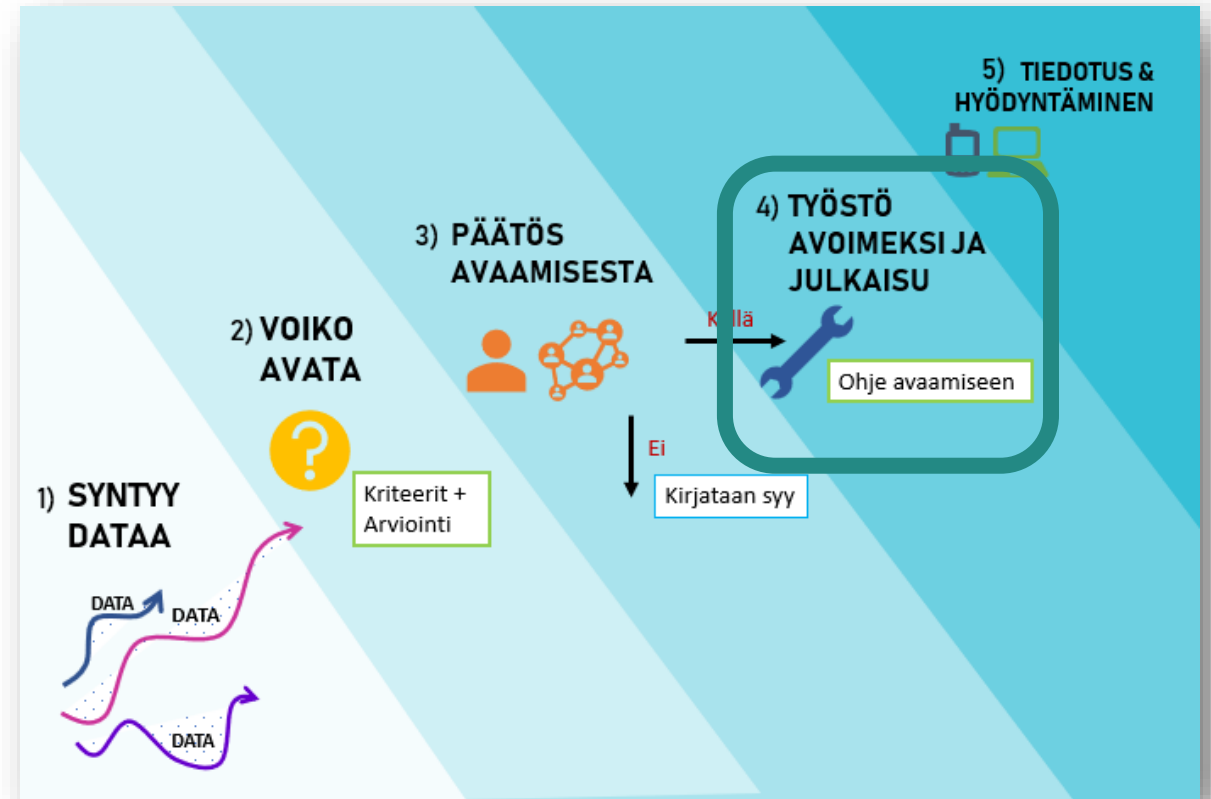 1) SYNTYY
DATAA
DATA
DATA
DATA
2) VOIKO
AVATA
Kriteerit +
Arviointi
3) PÄÄTÖS
AVAAMISESTA
Kyllä
Ei
Kirjataan syy
4) TYÖSTÖ
AVOIMEKSI JA
JULKAISU
Ohje avaamiseen
5) TIEDOTUS &
HYÖDYNTÄMINEN